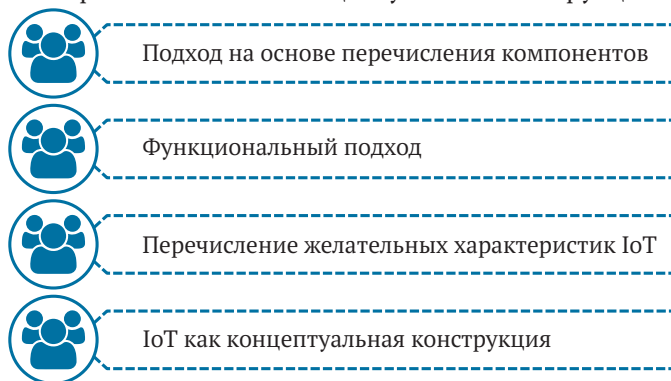 Подход на основе перечисления компонентов
Функциональный подход
Перечисление желательных характеристик IoT
IoT как концептуальная конструкция